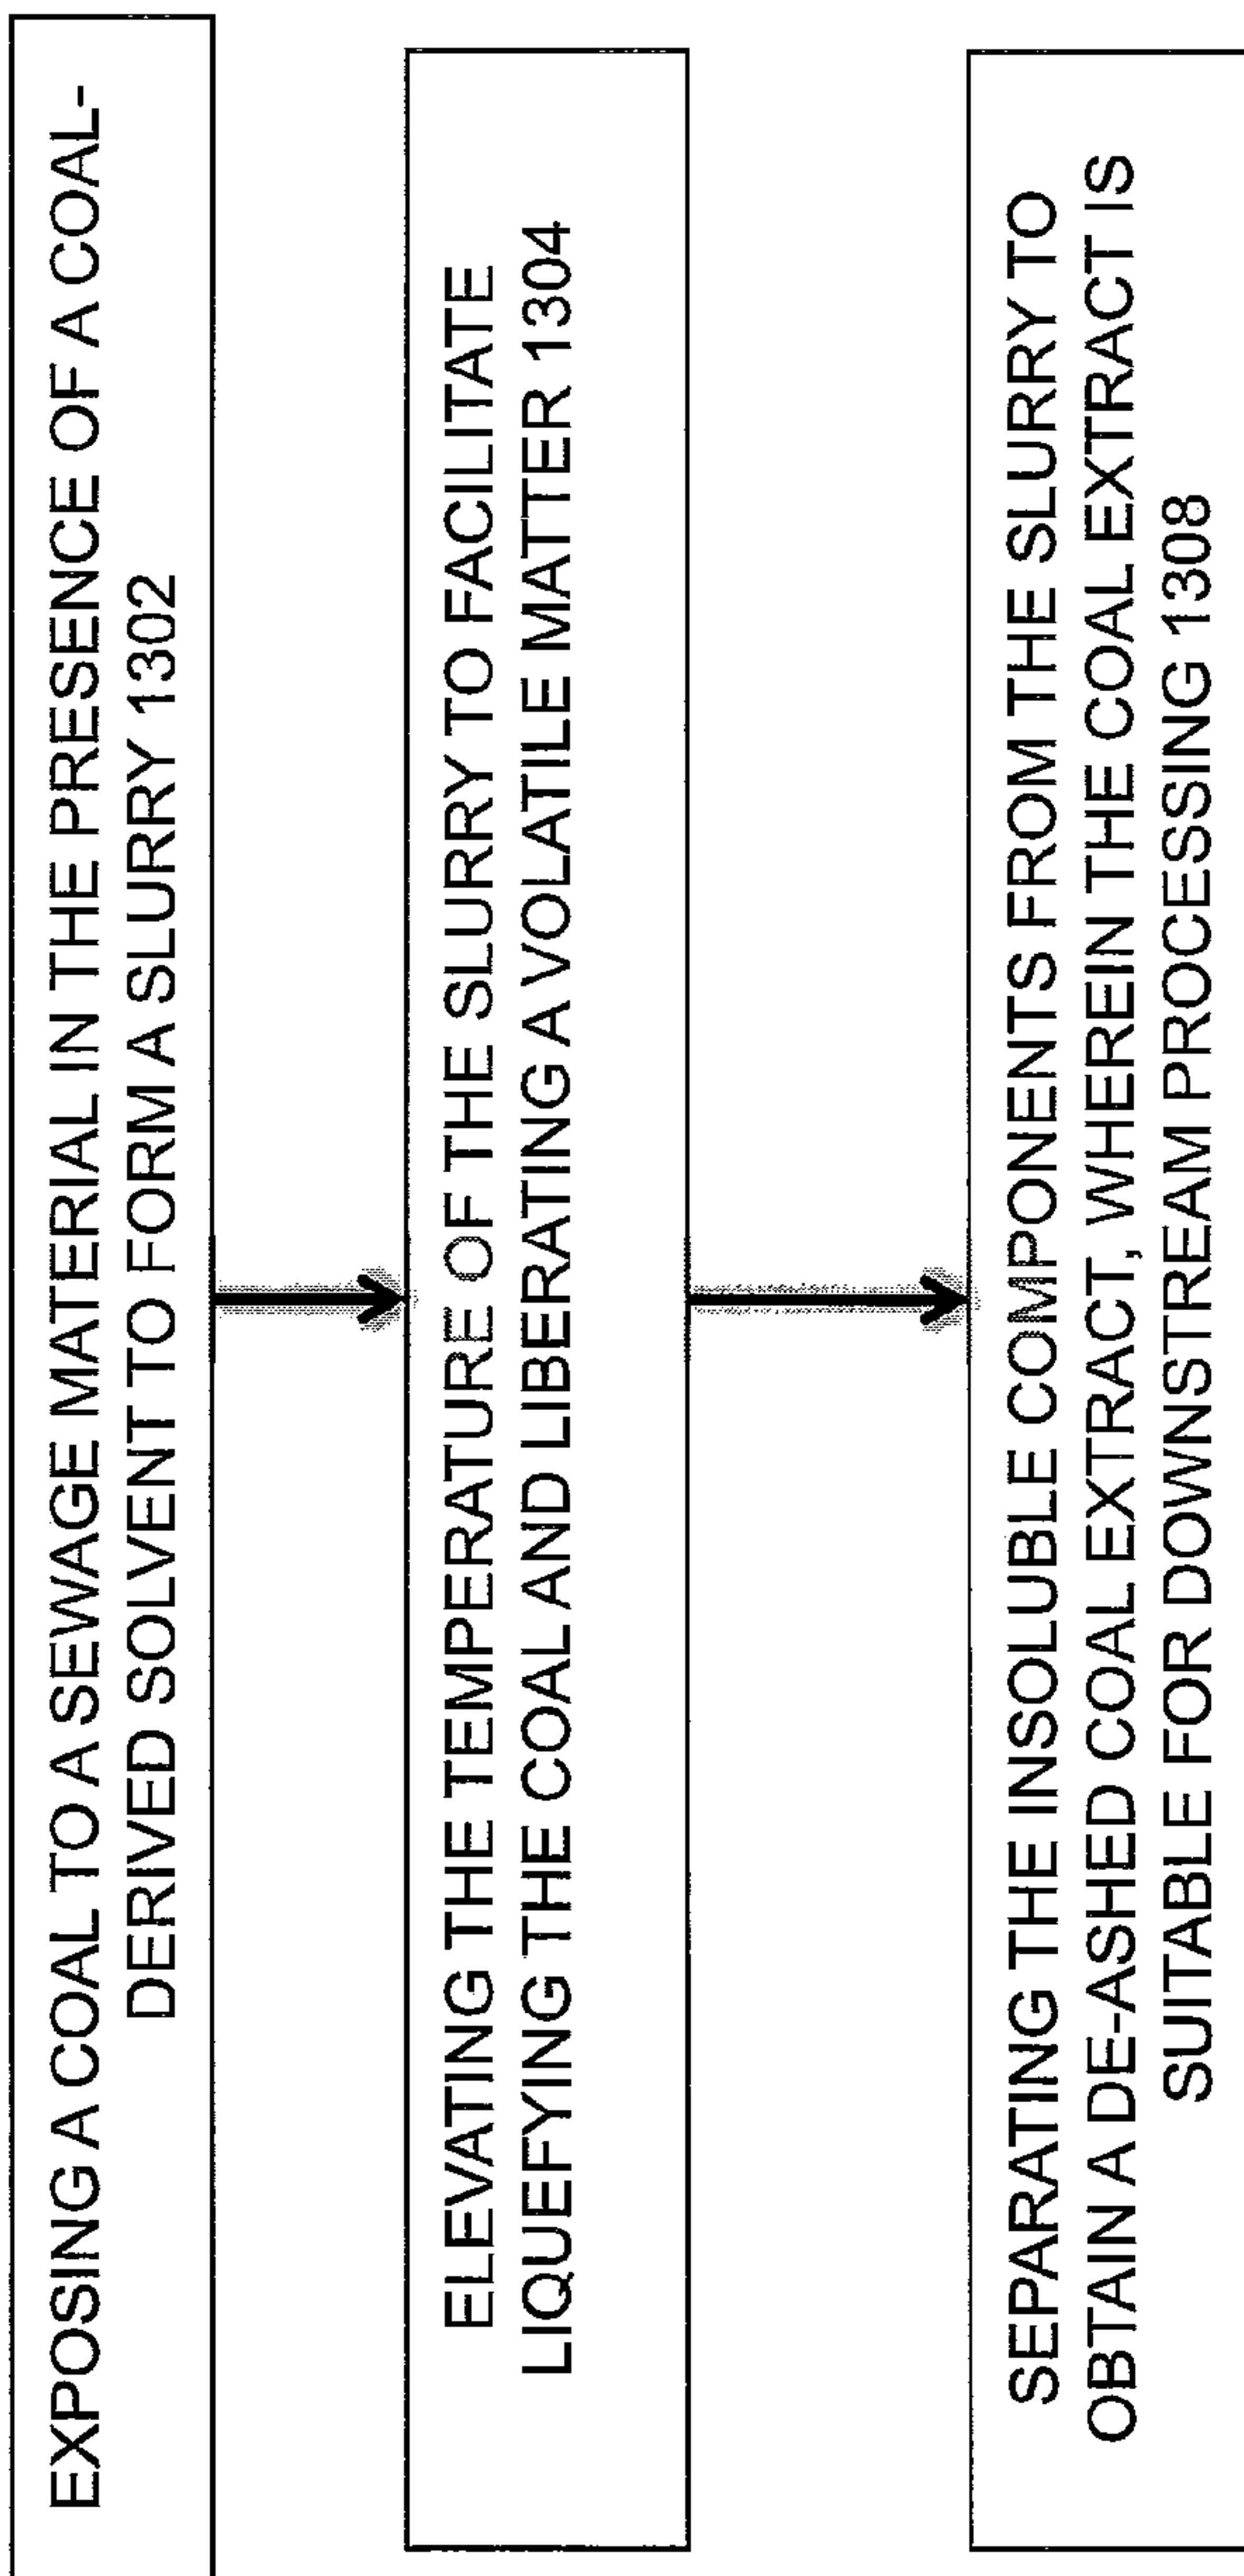 EXPOSING A COAL TO A SEWAGE MATERIAL IN THE PRESENCE OF A COAL-
DERIVED SOLVENT TO FORM A SLURRY 1302
ELEVATING THE TEMPERATURE OF THE SLURRY TO FACILITATE
LIQUEFYING THE COAL AND LIBERATING A VOLATILE MATTER 1304
SEPARATING THE INSOLUBLE COMPONENTS FROM THE SLURRY TO
OBTAIN A DE-ASHED COAL EXTRACT, WHEREIN THE COAL EXTRACT IS
SUITABLE FOR DOWNSTREAM PROCESSING 1308